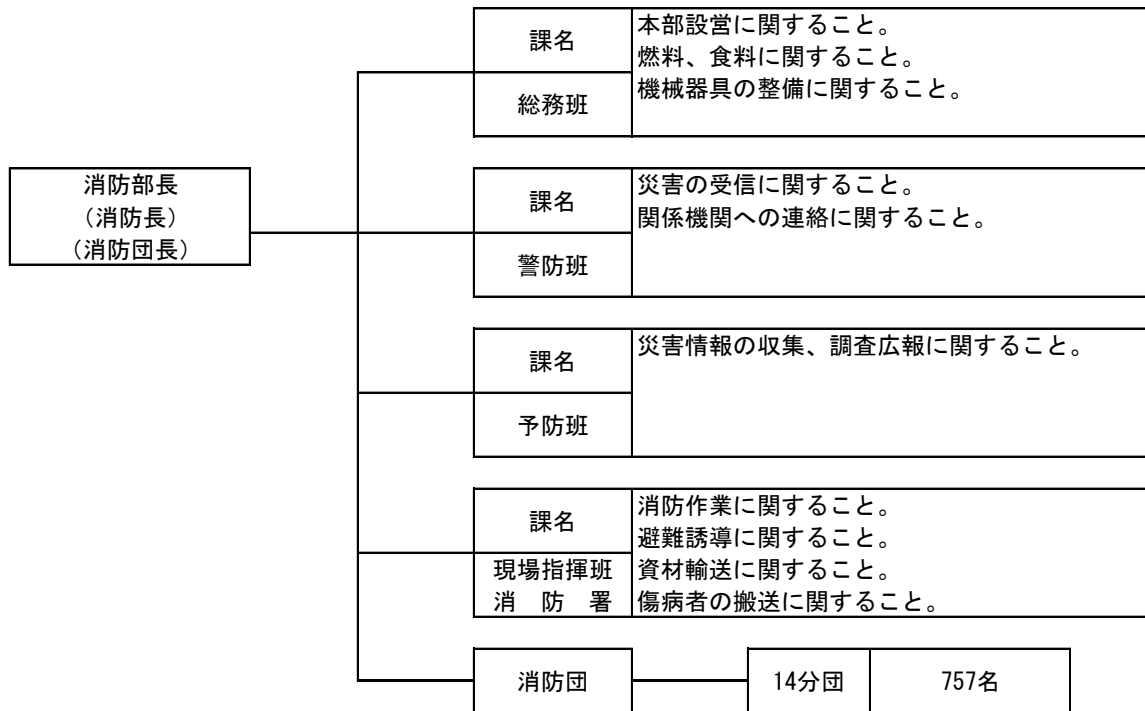 課名
本部設営に関すること。
燃料、食料に関すること。
機械器具の整備に関すること。
総務班
消防部長
（消防長）
（消防団長）
課名
災害の受信に関すること。
関係機関への連絡に関すること。
警防班
課名
災害情報の収集、調査広報に関すること。
予防班
課名
消防作業に関すること。
避難誘導に関すること。
現場指揮班
消　防　署
資材輸送に関すること。
傷病者の搬送に関すること。
消防団
14分団
757名